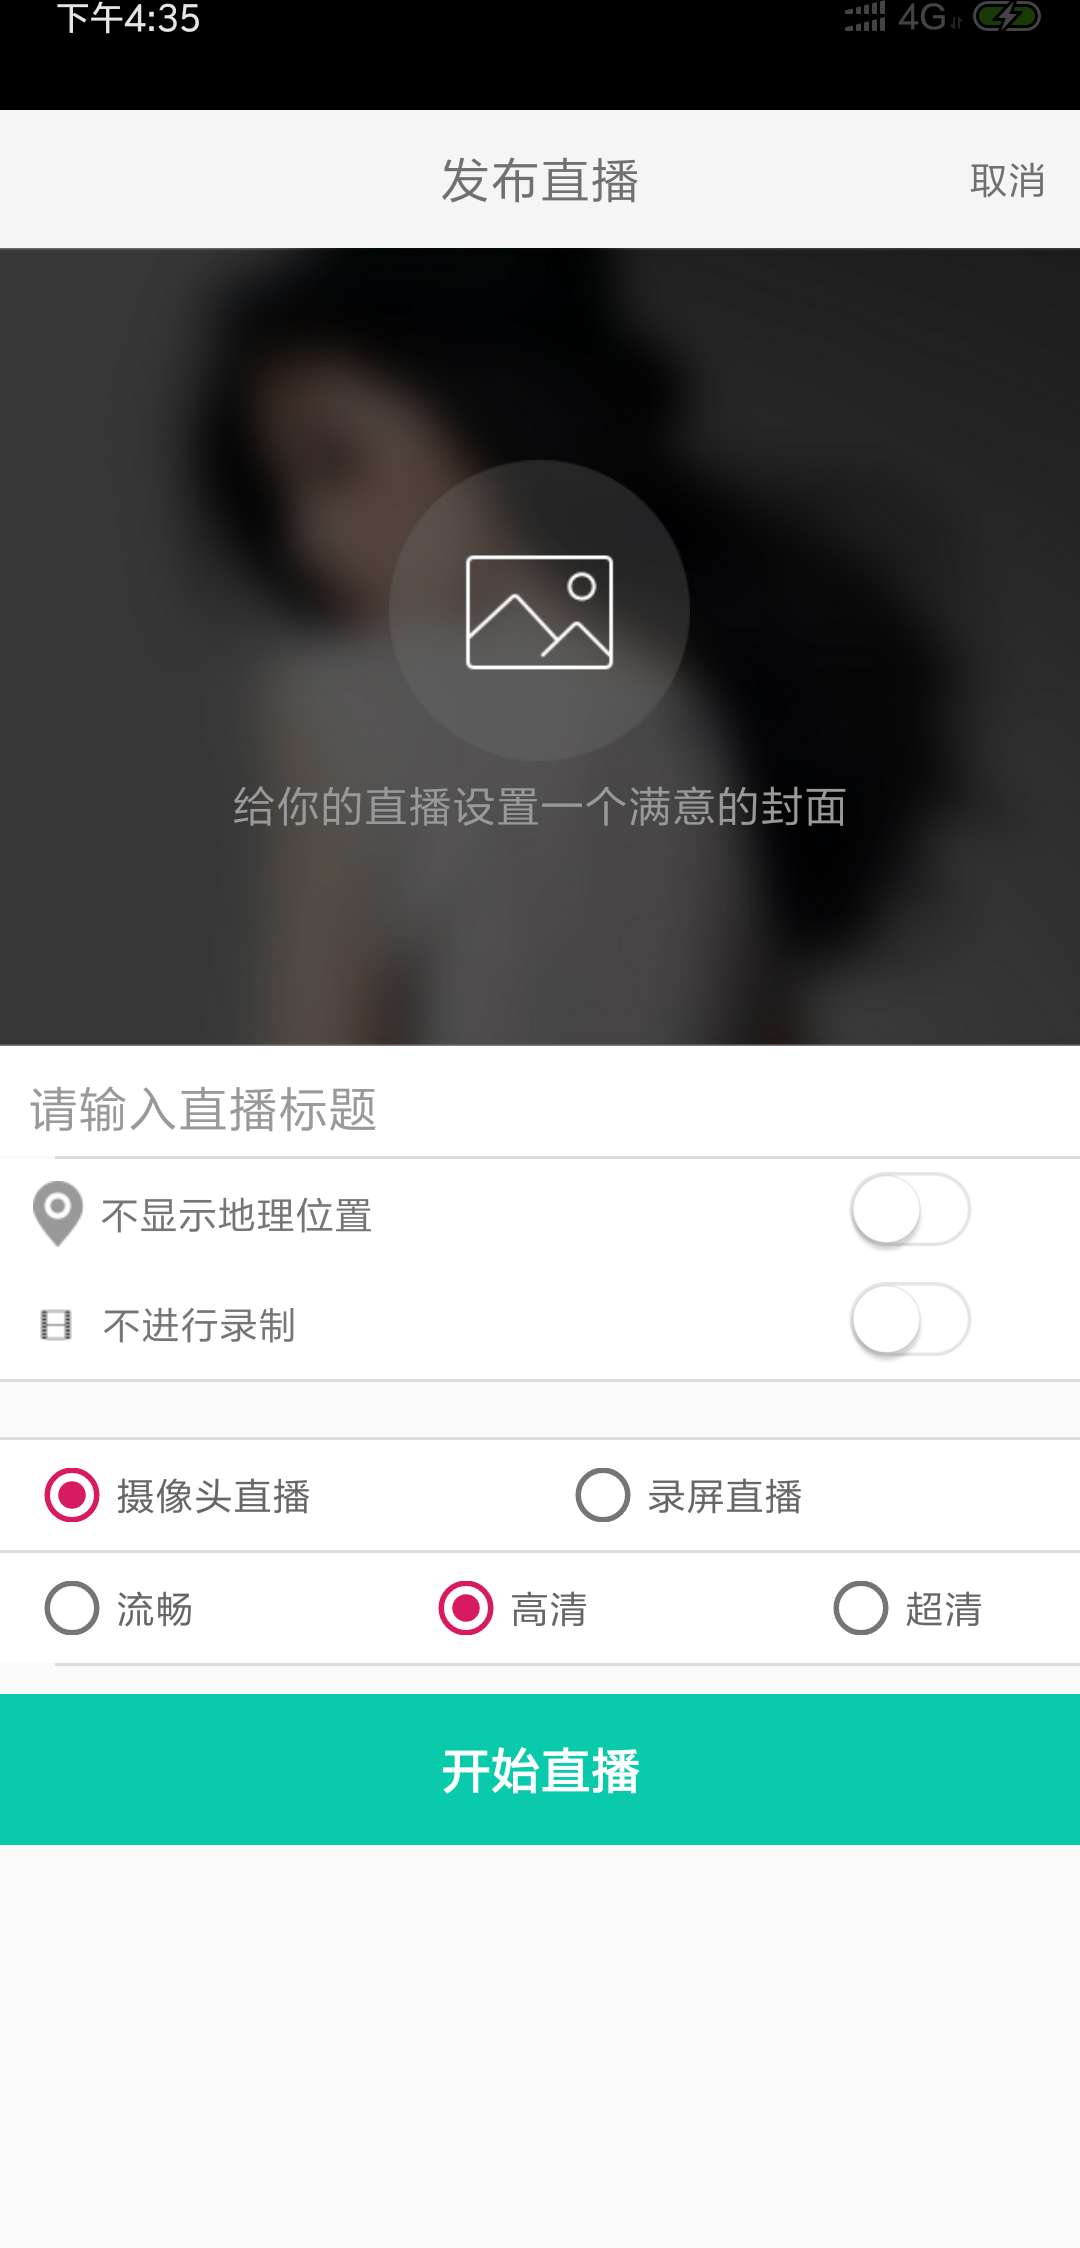 下午4:35
4G
发布直播
取消
给你的直播设置一个满意的封面
请输入直播标题
不显示地理位置
不进行录制
摄像头直播
录屏直播
流畅
高清
超清
开始直播